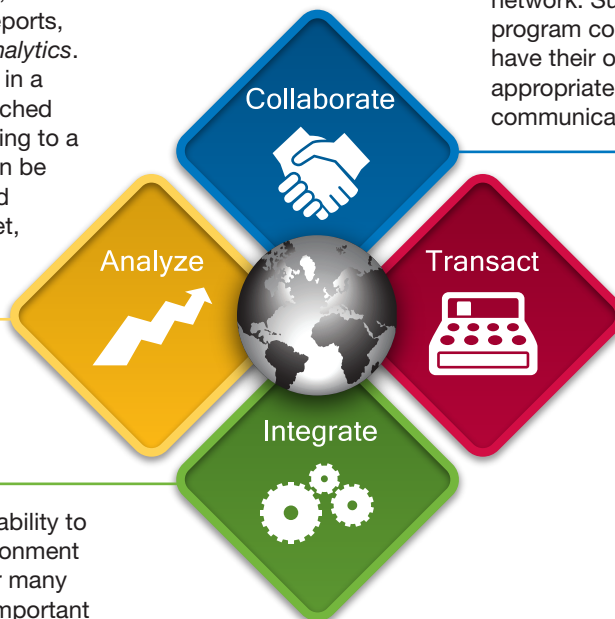 eports,
nalytics.
in a
ched
ing to a
n be
d
et,
network. Su
program co
have their o
appropriate
communica
Collaborate
Analyze
Transact
Integrate
ability to
onment
r many
mportant